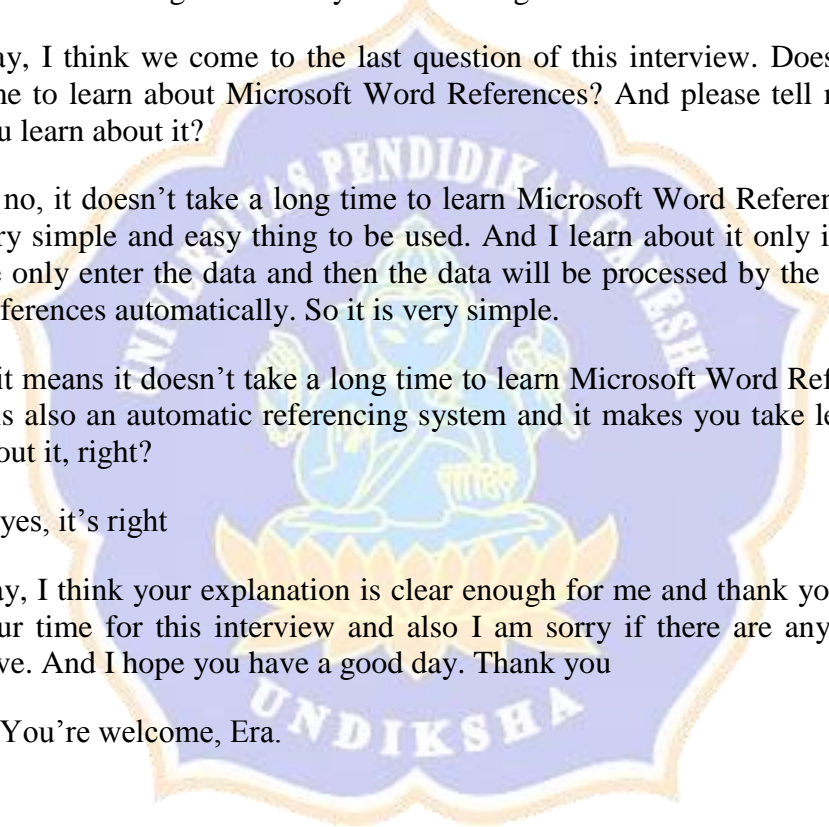 ay, I think we come to the last question of this interview. Does
ne to learn about Microsoft Word References? And please tell
u learn about it?
no, it doesn't take a long time to learn Microsoft Word Referen
ry simple and easy thing to be used. And I learn about it only i
e only enter the data and then the data will be processed by the
ferences automatically. So it is very simple.
it means it doesn't take a long time to learn Microsoft Word Ref
is also an automatic referencing system and it makes you take le
out it, right?
yes, it's right
ay, I think your explanation is clear enough for me and thank yo
ur time for this interview and also I am sorry if there are any
ve. And I hope you have a good day. Thank you
You're welcome, Era.
UNIVERSITAS PENDIDIKAN GANESHA
UNDIKSHA